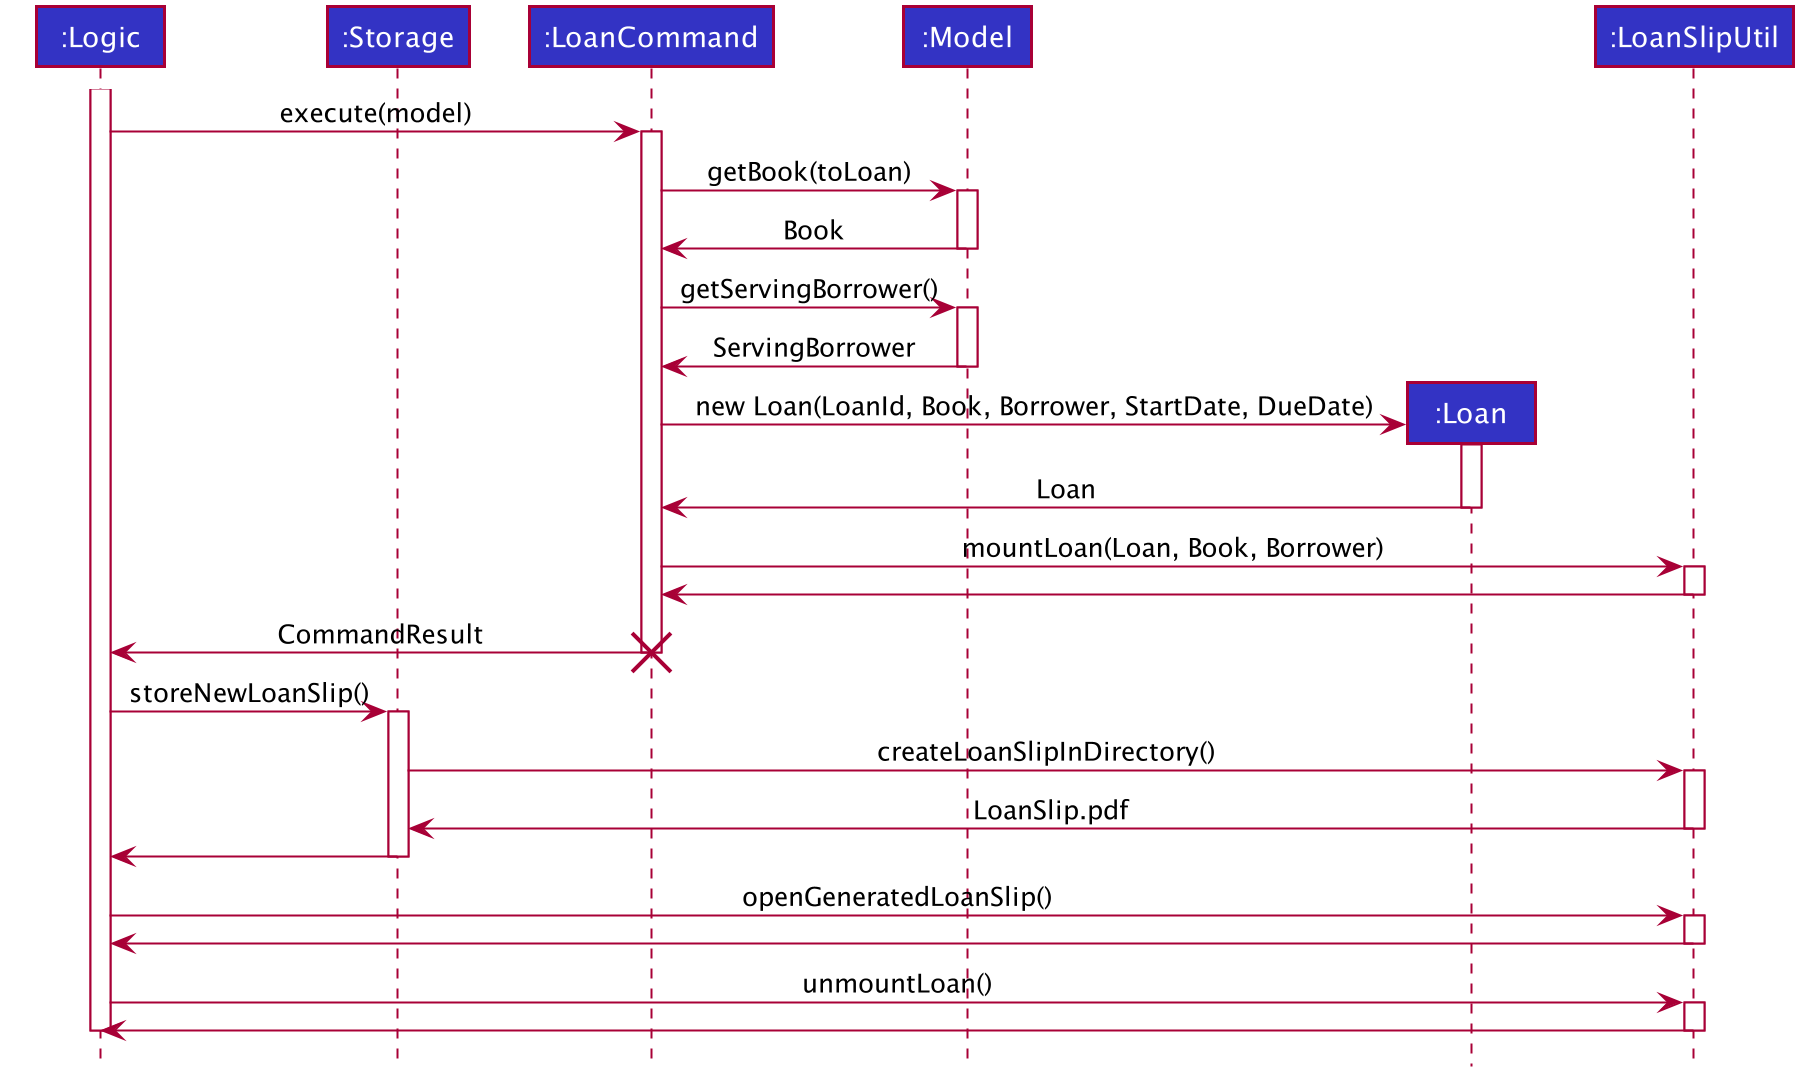 :Logic
:Storage
:LoanCommand
:Model
:LoanSlipUtil
execute(model)
getBook(toLoan)
Book
getServingBorrower()
ServingBorrower
new Loan(LoanId, Book, Borrower, StartDate, DueDate)
:Loan
Loan
mountLoan(Loan, Book, Borrower)
CommandResult
storeNewLoanSlip()
createLoanSlipInDirectory()
LoanSlip.pdf
openGeneratedLoanSlip()
unmountLoan()